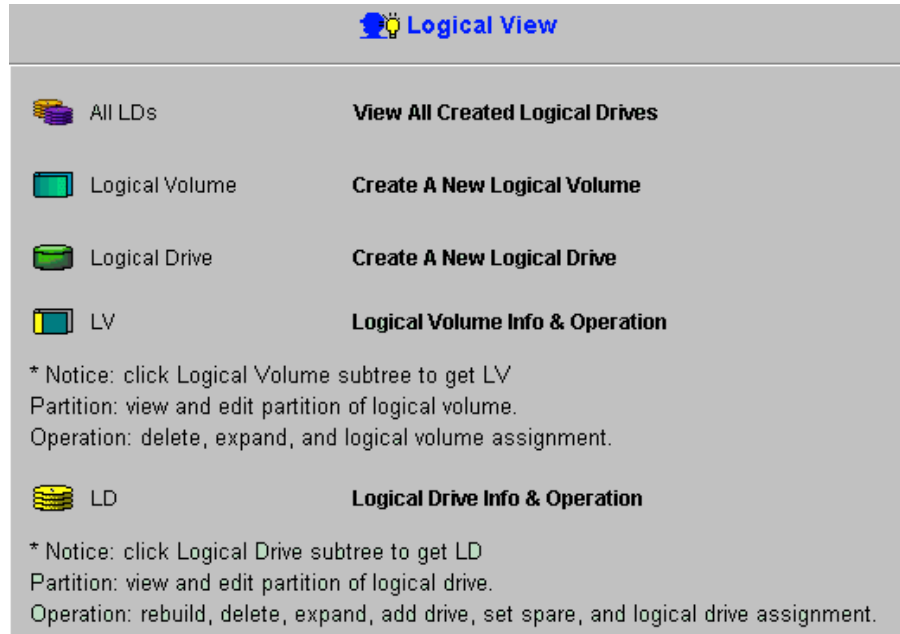 Logical View
All LDs View All Created Logical Drives
Logical Volume Create A New Logical Volume
Logical Drive Create A New Logical Drive
LV Logical Volume Info & Operation
* Notice: click Logical Volume subtree to get LV
Partition: view and edit partition of logical volume.
Operation: delete, expand, and logical volume assignment.
LD Logical Drive Info & Operation
* Notice: click Logical Drive subtree to get LD
Partition: view and edit partition of logical drive.
Operation: rebuild, delete, expand, add drive, set spare, and logical drive assignment.